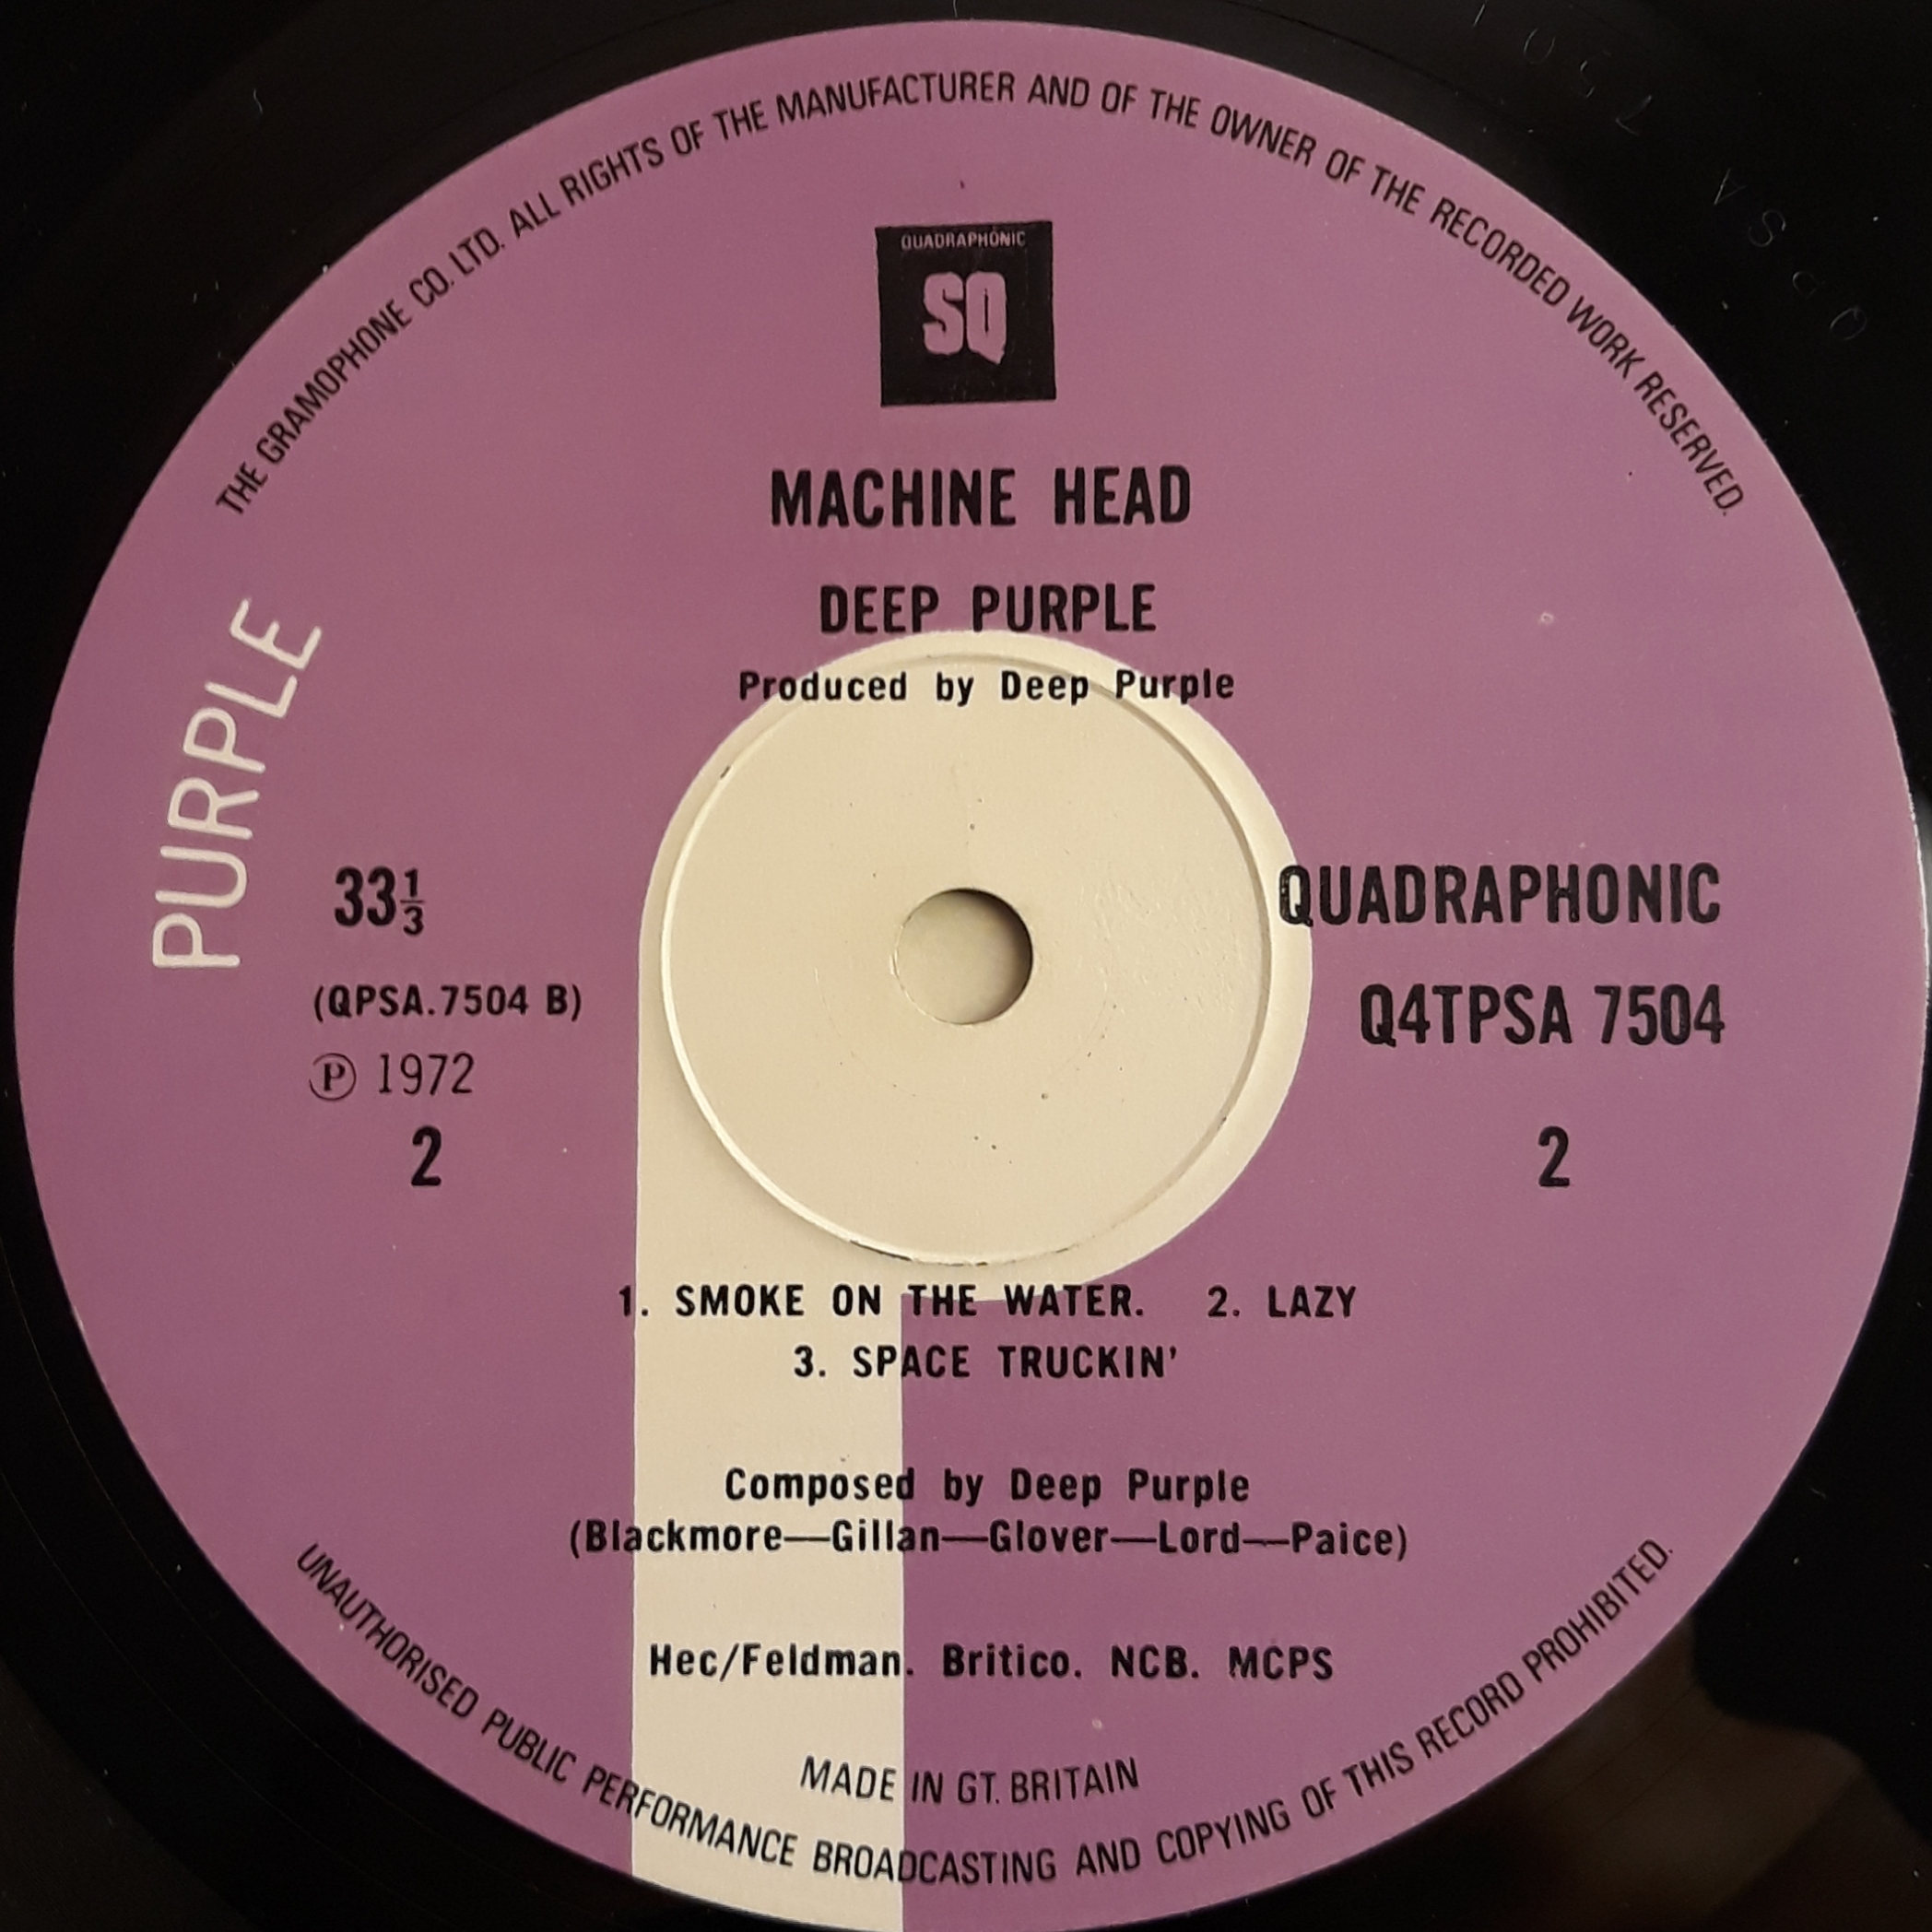 THE GRAMOPHONE CO. LTD. ALL RIGHTS OF THE MANUFACTURER AND OF THE OWNER OF THE RECORDED WORK RESERVED.
QUADRAPHONIC
SQ
MACHINE HEAD
DEEP PURPLE
Produced by Deep Purple
PURPLE
33⅓
(QPSA.7504 B)
℗ 1972
2
QUADRAPHONIC
Q4TPSA 7504
2
1. SMOKE ON THE WATER. 2. LAZY
3. SPACE TRUCKIN'
Composed by Deep Purple
(Blackmore—Gillan—Glover—Lord—Paice)
Hec/Feldman. Britico. NCB. MCPS
MADE IN GT. BRITAIN
UNAUTHORISED PUBLIC PERFORMANCE BROADCASTING AND COPYING OF THIS RECORD PROHIBITED.